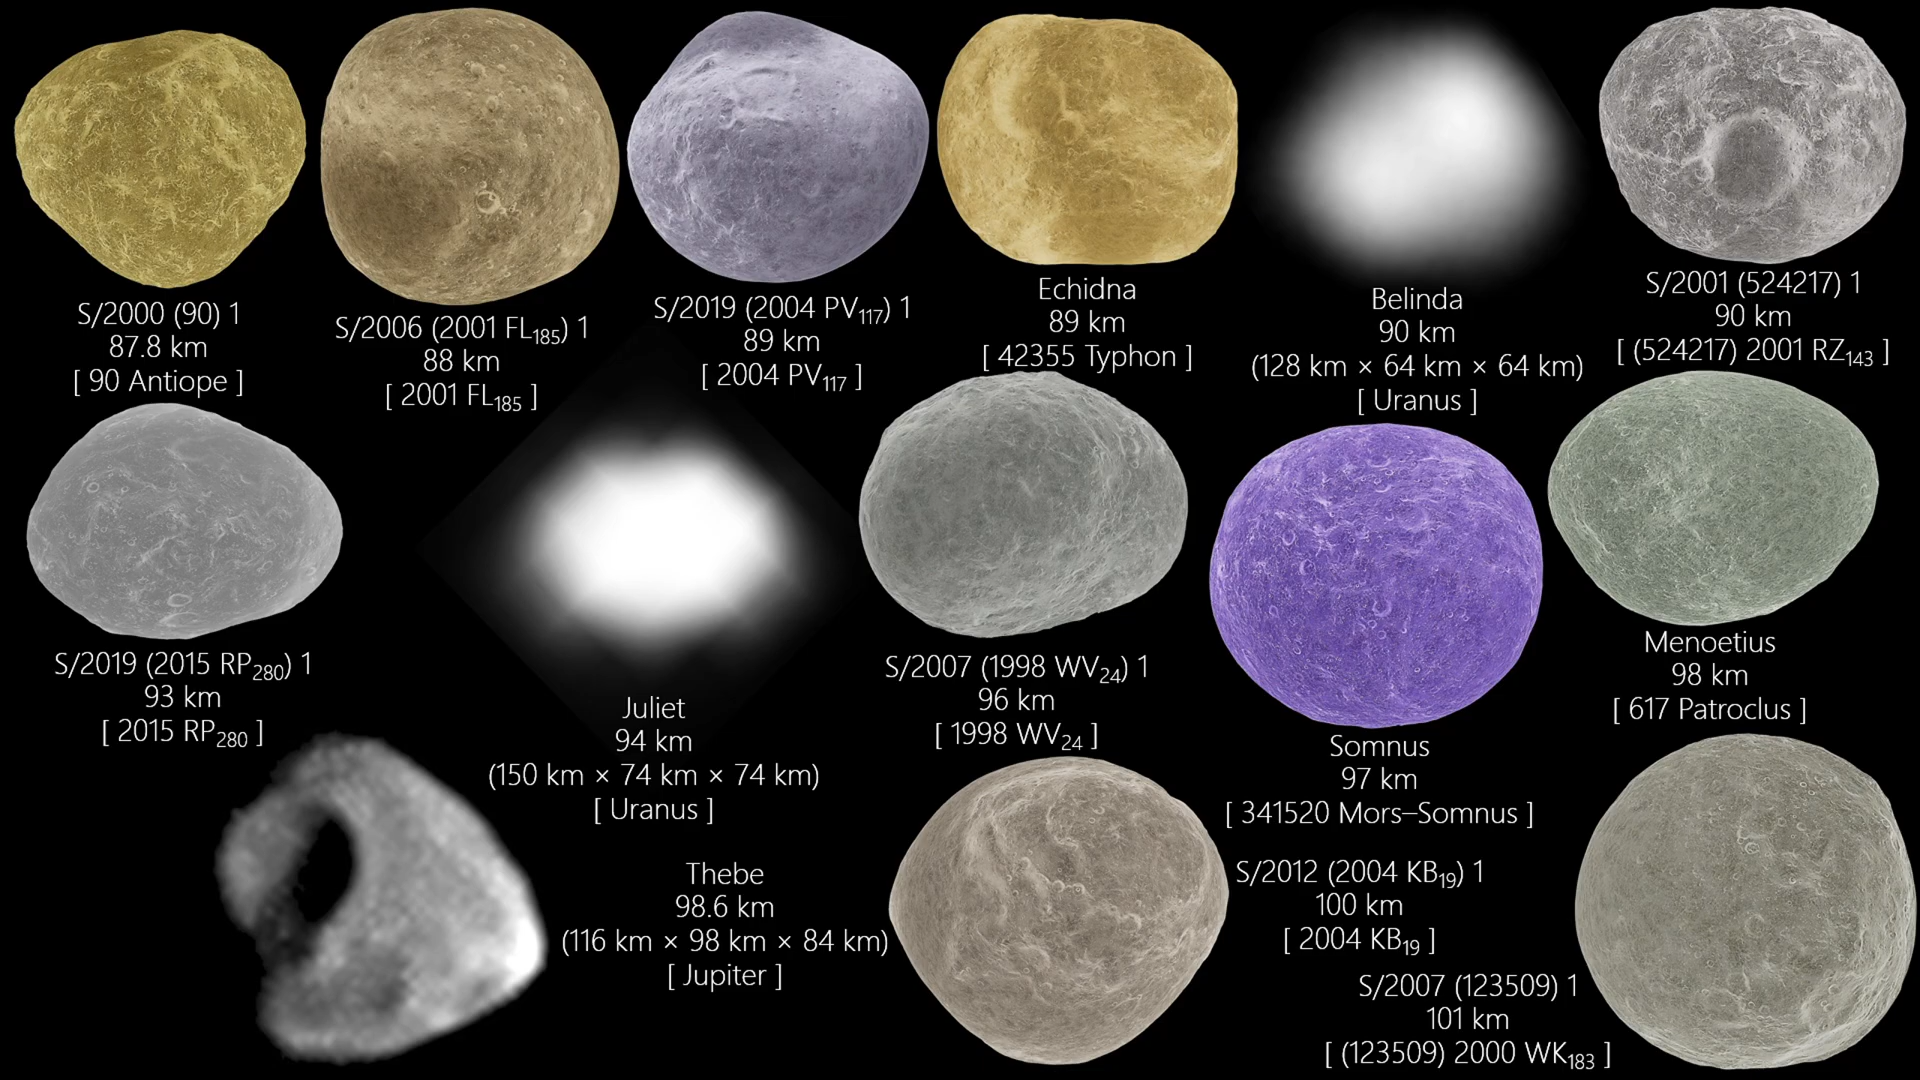 S/2000 (90) 1
87.8 km
[ 90 Antiope ]
S/2006 (2001 FL₁₈₅) 1
88 km
[ 2001 FL₁₈₅ ]
S/2019 (2004 PV₁₁₇) 1
89 km
[ 2004 PV₁₁₇ ]
Echidna
89 km
[ 42355 Typhon ]
Belinda
90 km
(128 km × 64 km × 64 km)
[ Uranus ]
S/2001 (524217) 1
90 km
[ (524217) 2001 RZ₁₄₃ ]
S/2019 (2015 RP₂₈₀) 1
93 km
[ 2015 RP₂₈₀ ]
Juliet
94 km
(150 km × 74 km × 74 km)
[ Uranus ]
S/2007 (1998 WV₂₄) 1
96 km
[ 1998 WV₂₄ ]
Somnus
97 km
[ 341520 Mors–Somnus ]
Menoetius
98 km
[ 617 Patroclus ]
Thebe
98.6 km
(116 km × 98 km × 84 km)
[ Jupiter ]
S/2012 (2004 KB₁₉) 1
100 km
[ 2004 KB₁₉ ]
S/2007 (123509) 1
101 km
[ (123509) 2000 WK₁₈₃ ]